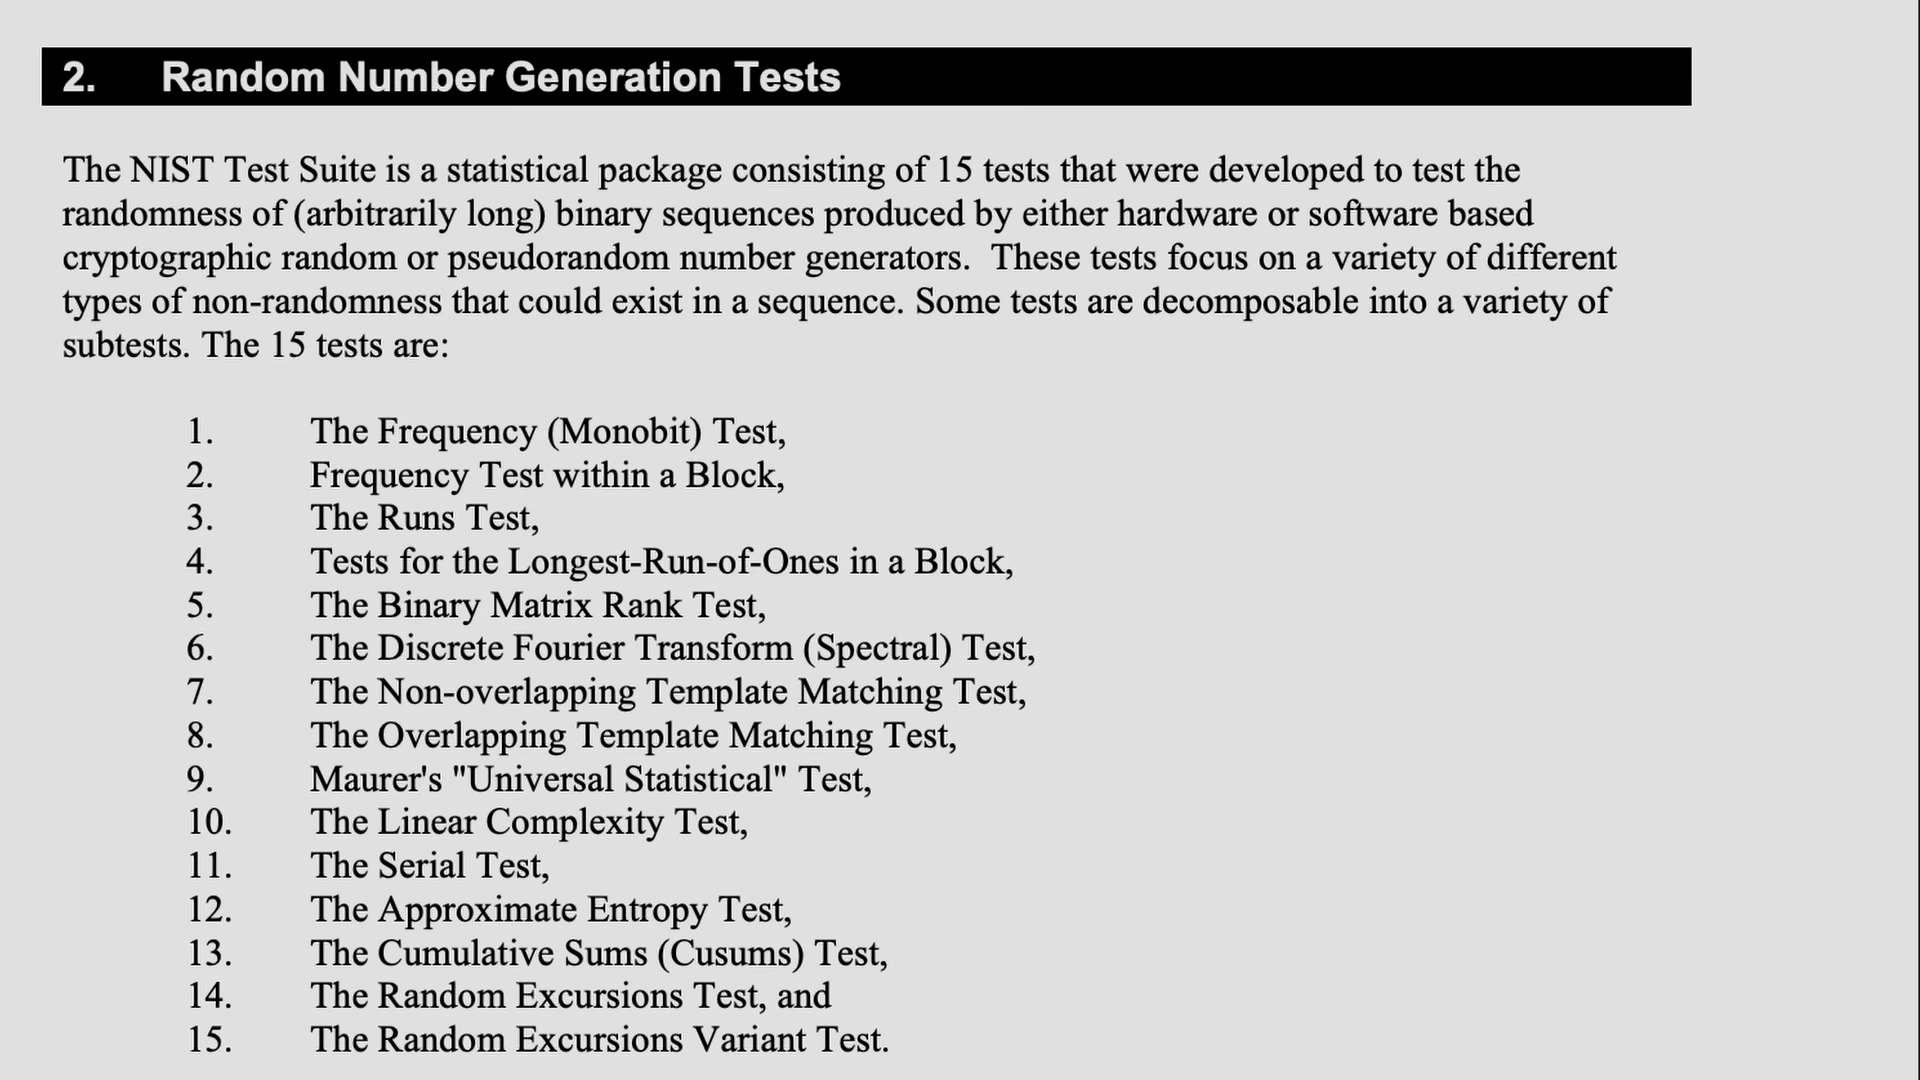 2. Random Number Generation Tests
The NIST Test Suite is a statistical package consisting of 15 tests that were developed to test the
randomness of (arbitrarily long) binary sequences produced by either hardware or software based
cryptographic random or pseudorandom number generators.  These tests focus on a variety of different
types of non-randomness that could exist in a sequence. Some tests are decomposable into a variety of
subtests. The 15 tests are:
1. The Frequency (Monobit) Test,
2. Frequency Test within a Block,
3. The Runs Test,
4. Tests for the Longest-Run-of-Ones in a Block,
5. The Binary Matrix Rank Test,
6. The Discrete Fourier Transform (Spectral) Test,
7. The Non-overlapping Template Matching Test,
8. The Overlapping Template Matching Test,
9. Maurer's "Universal Statistical" Test,
10. The Linear Complexity Test,
11. The Serial Test,
12. The Approximate Entropy Test,
13. The Cumulative Sums (Cusums) Test,
14. The Random Excursions Test, and
15. The Random Excursions Variant Test.